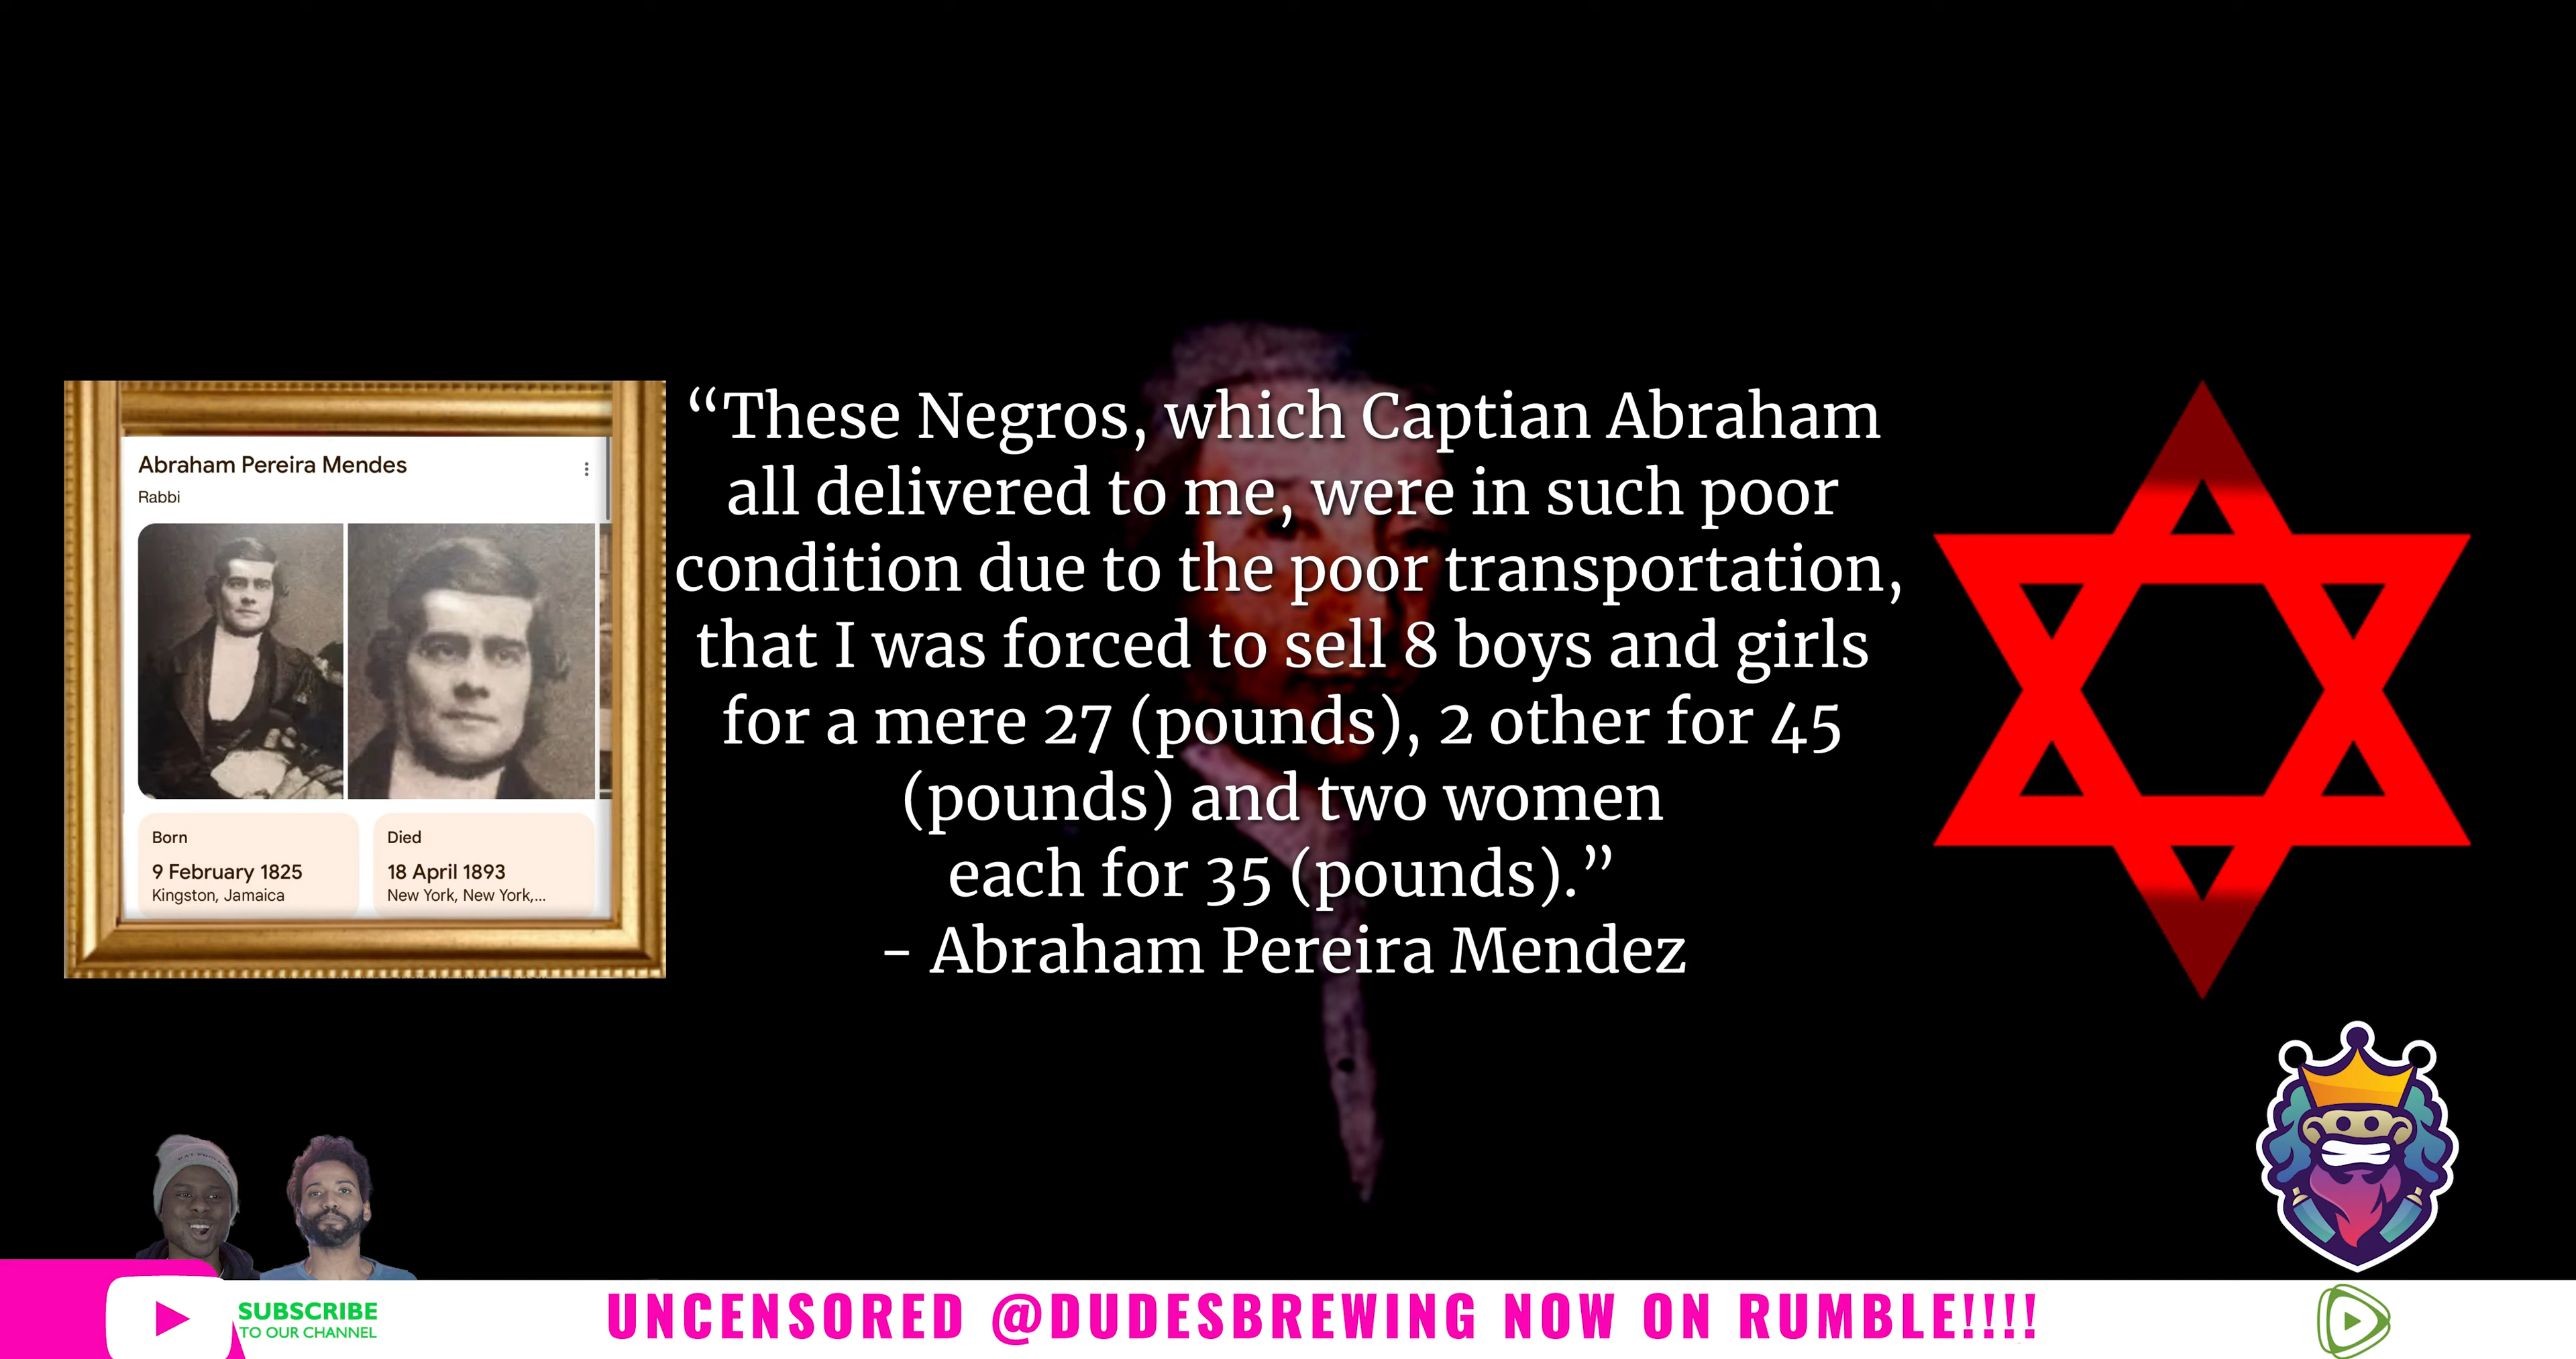 Abraham Pereira Mendes
Rabbi
Born
9 February 1825
Kingston, Jamaica
Died
18 April 1893
New York, New York,...
“These Negros, which Captian Abraham
all delivered to me, were in such poor
condition due to the poor transportation,
that I was forced to sell 8 boys and girls
for a mere 27 (pounds), 2 other for 45
(pounds) and two women
each for 35 (pounds).”
- Abraham Pereira Mendez
SUBSCRIBE
TO OUR CHANNEL
UNCENSORED @DUDESBREWING NOW ON RUMBLE!!!!